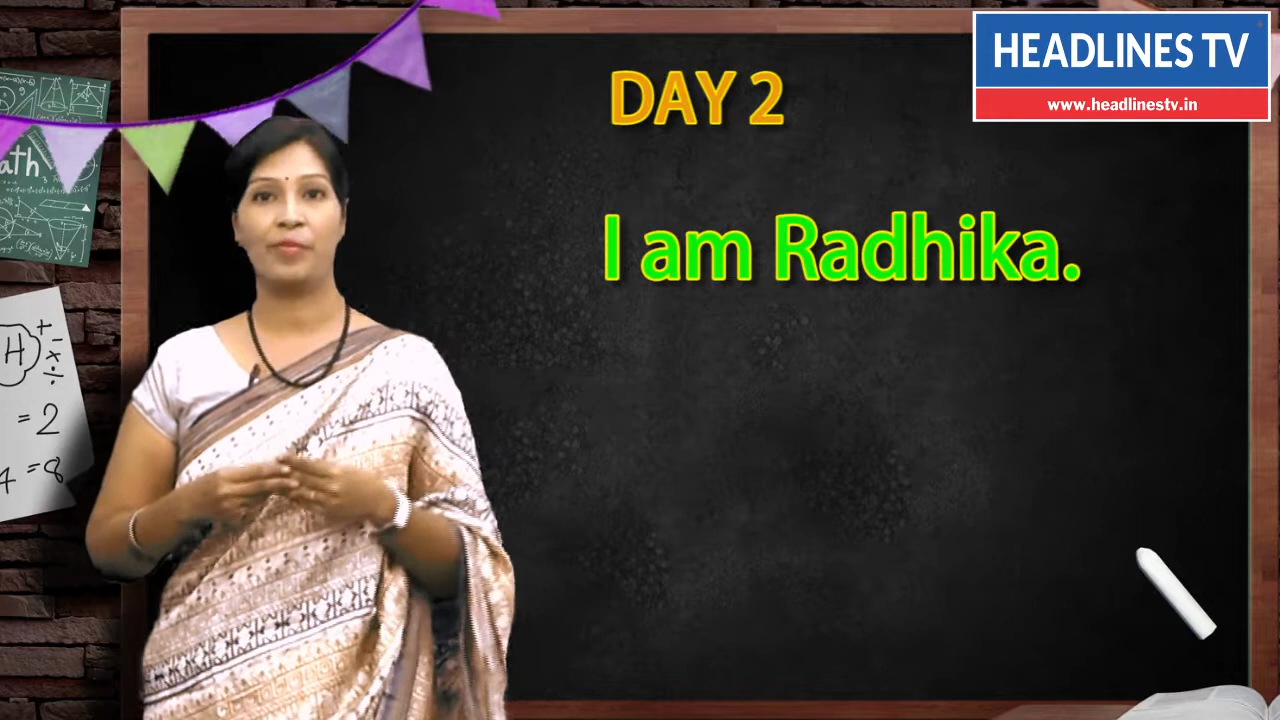 HEADLINES TV
www.headlinestv.in
DAY 2
I am Radhika.
ath
H
+
-
×
÷
= 2
4 = 8